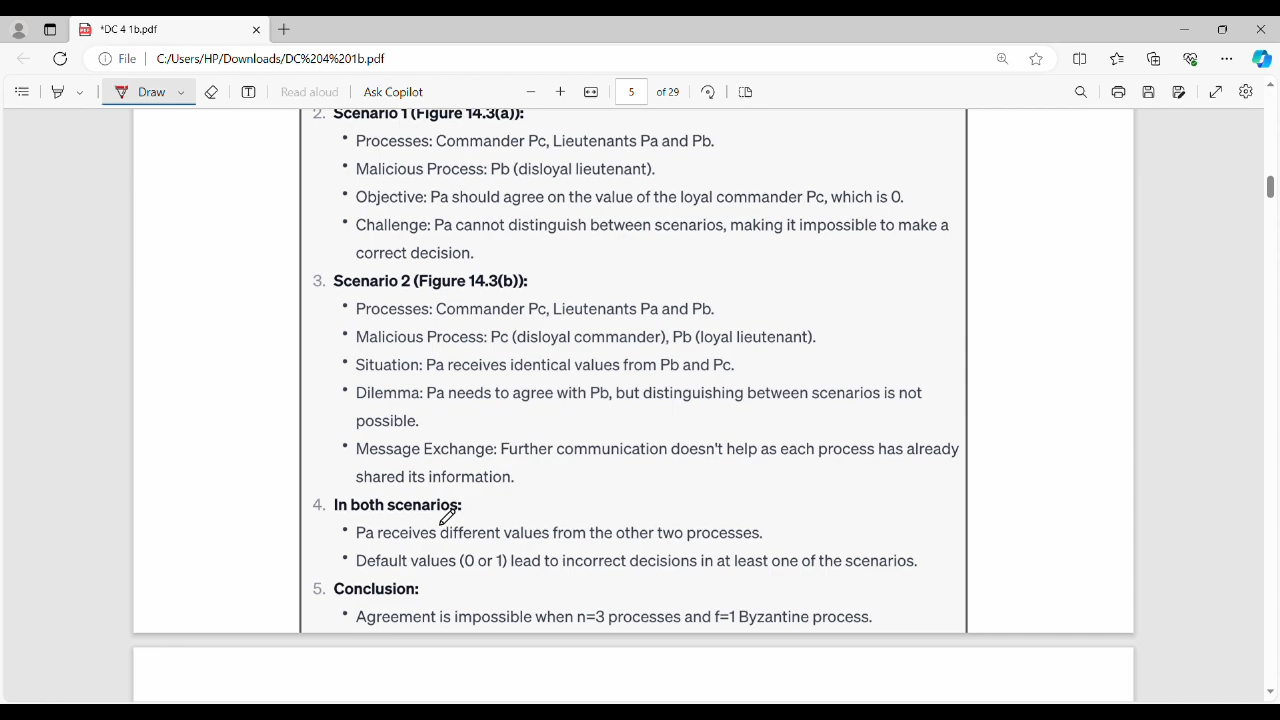 *DC 4 1b.pdf
File C:/Users/HP/Downloads/DC%204%201b.pdf
Draw Read aloud Ask Copilot 5 of 29
2. Scenario 1 (Figure 14.3(a)):
• Processes: Commander Pc, Lieutenants Pa and Pb.
• Malicious Process: Pb (disloyal lieutenant).
• Objective: Pa should agree on the value of the loyal commander Pc, which is 0.
• Challenge: Pa cannot distinguish between scenarios, making it impossible to make a
correct decision.
3. Scenario 2 (Figure 14.3(b)):
• Processes: Commander Pc, Lieutenants Pa and Pb.
• Malicious Process: Pc (disloyal commander), Pb (loyal lieutenant).
• Situation: Pa receives identical values from Pb and Pc.
• Dilemma: Pa needs to agree with Pb, but distinguishing between scenarios is not
possible.
• Message Exchange: Further communication doesn't help as each process has already
shared its information.
4. In both scenarios:
• Pa receives different values from the other two processes.
• Default values (0 or 1) lead to incorrect decisions in at least one of the scenarios.
5. Conclusion:
• Agreement is impossible when n=3 processes and f=1 Byzantine process.